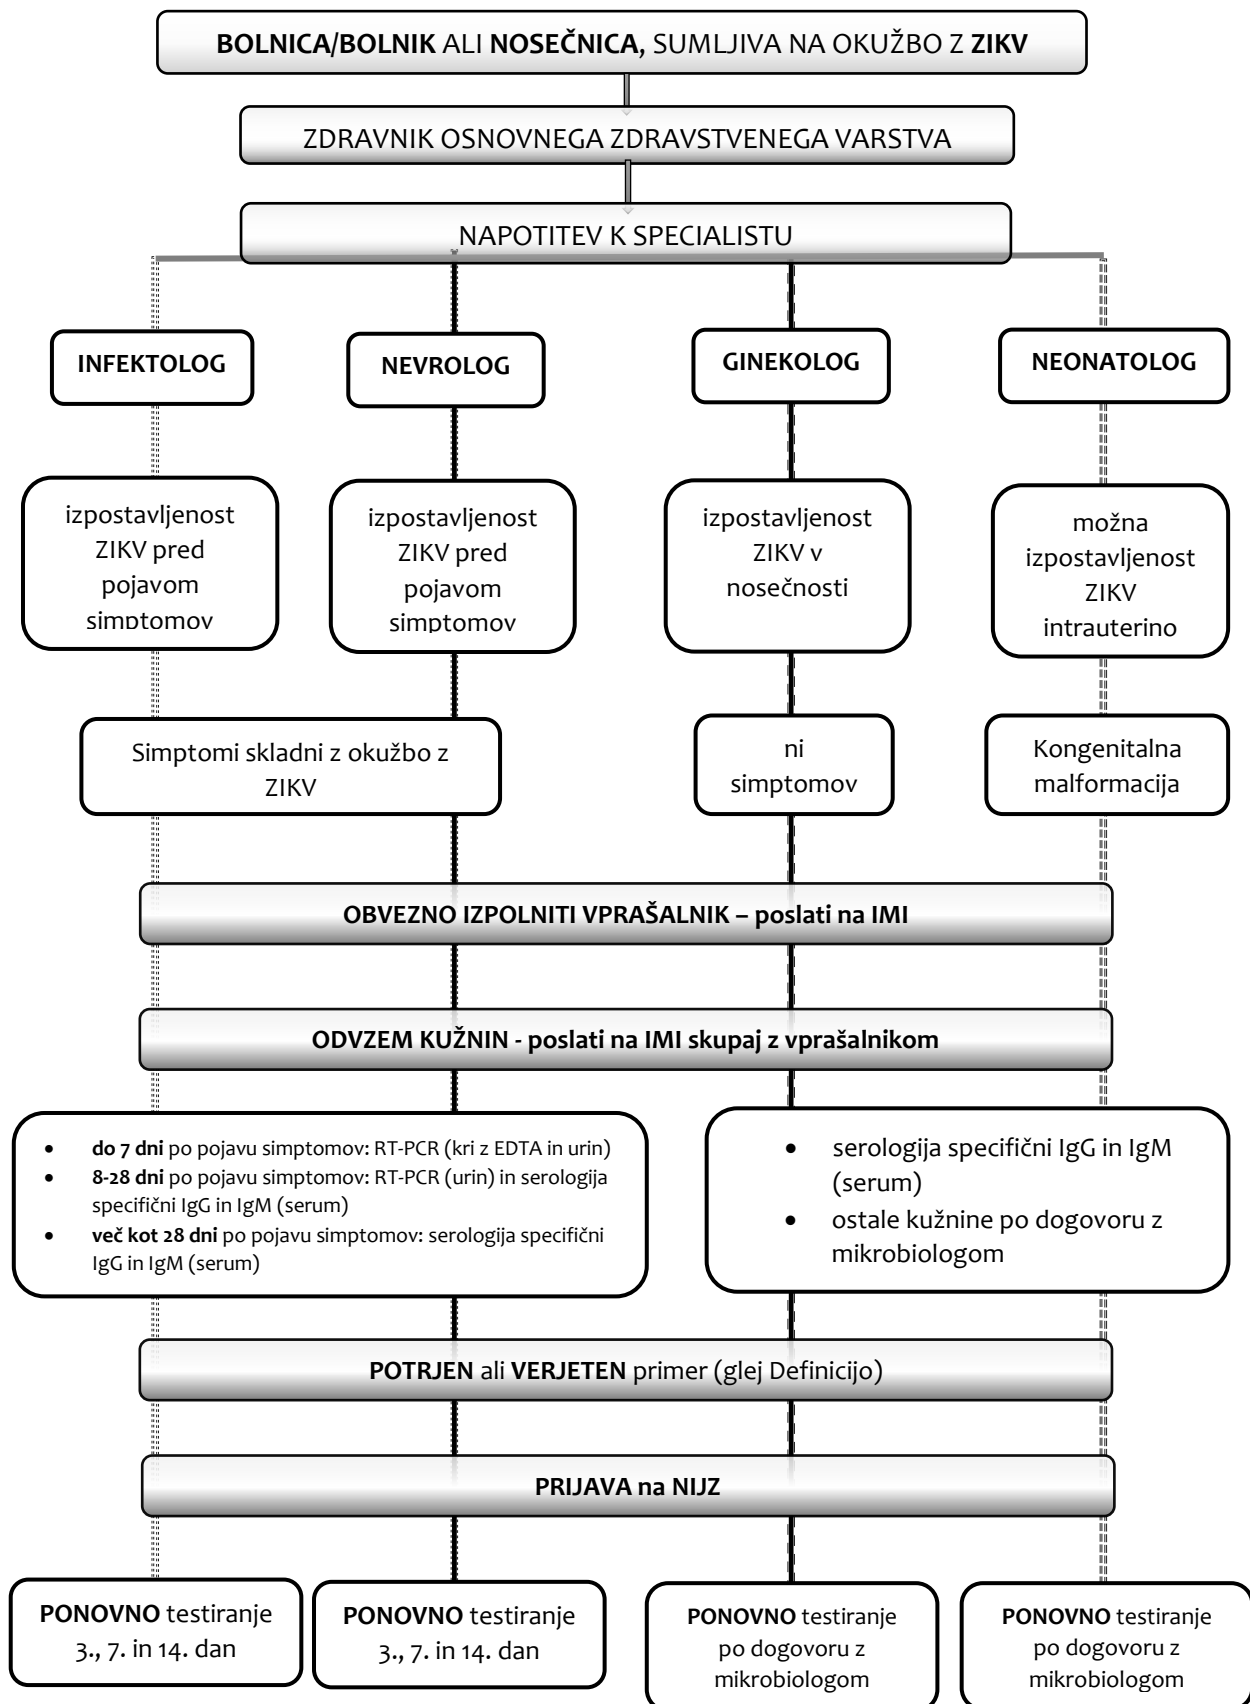 BOLNICA/BOLNIK ALI NOSEČNICA, SUMLJIVA NA OKUŽBO Z ZIKV
ZDRAVNIK OSNOVNEGA ZDRAVSTVENEGA VARSTVA
NAPOTITEV K SPECIALISTU
INFEKTOLOG
NEVROLOG
GINEKOLOG
NEONATOLOG
izpostavljenost
ZIKV pred
pojavom
simptomov
izpostavljenost
ZIKV pred
pojavom
simptomov
izpostavljenost
ZIKV v
nosečnosti
možna
izpostavljenost
ZIKV
intrauterino
Simptomi skladni z okužbo z
ZIKV
ni
simptomov
Kongenitalna
malformacija
OBVEZNO IZPOLNITI VPRAŠALNIK – poslati na IMI
ODVZEM KUŽNIN - poslati na IMI skupaj z vprašalnikom
• do 7 dni po pojavu simptomov: RT-PCR (kri z EDTA in urin)
• 8-28 dni po pojavu simptomov: RT-PCR (urin) in serologija
specifični IgG in IgM (serum)
• več kot 28 dni po pojavu simptomov: serologija specifični
IgG in IgM (serum)
• serologija specifični IgG in IgM
(serum)
• ostale kužnine po dogovoru z
mikrobiologom
POTRJEN ali VERJETEN primer (glej Definicijo)
PRIJAVA na NIJZ
PONOVNO testiranje
3., 7. in 14. dan
PONOVNO testiranje
3., 7. in 14. dan
PONOVNO testiranje
po dogovoru z
mikrobiologom
PONOVNO testiranje
po dogovoru z
mikrobiologom